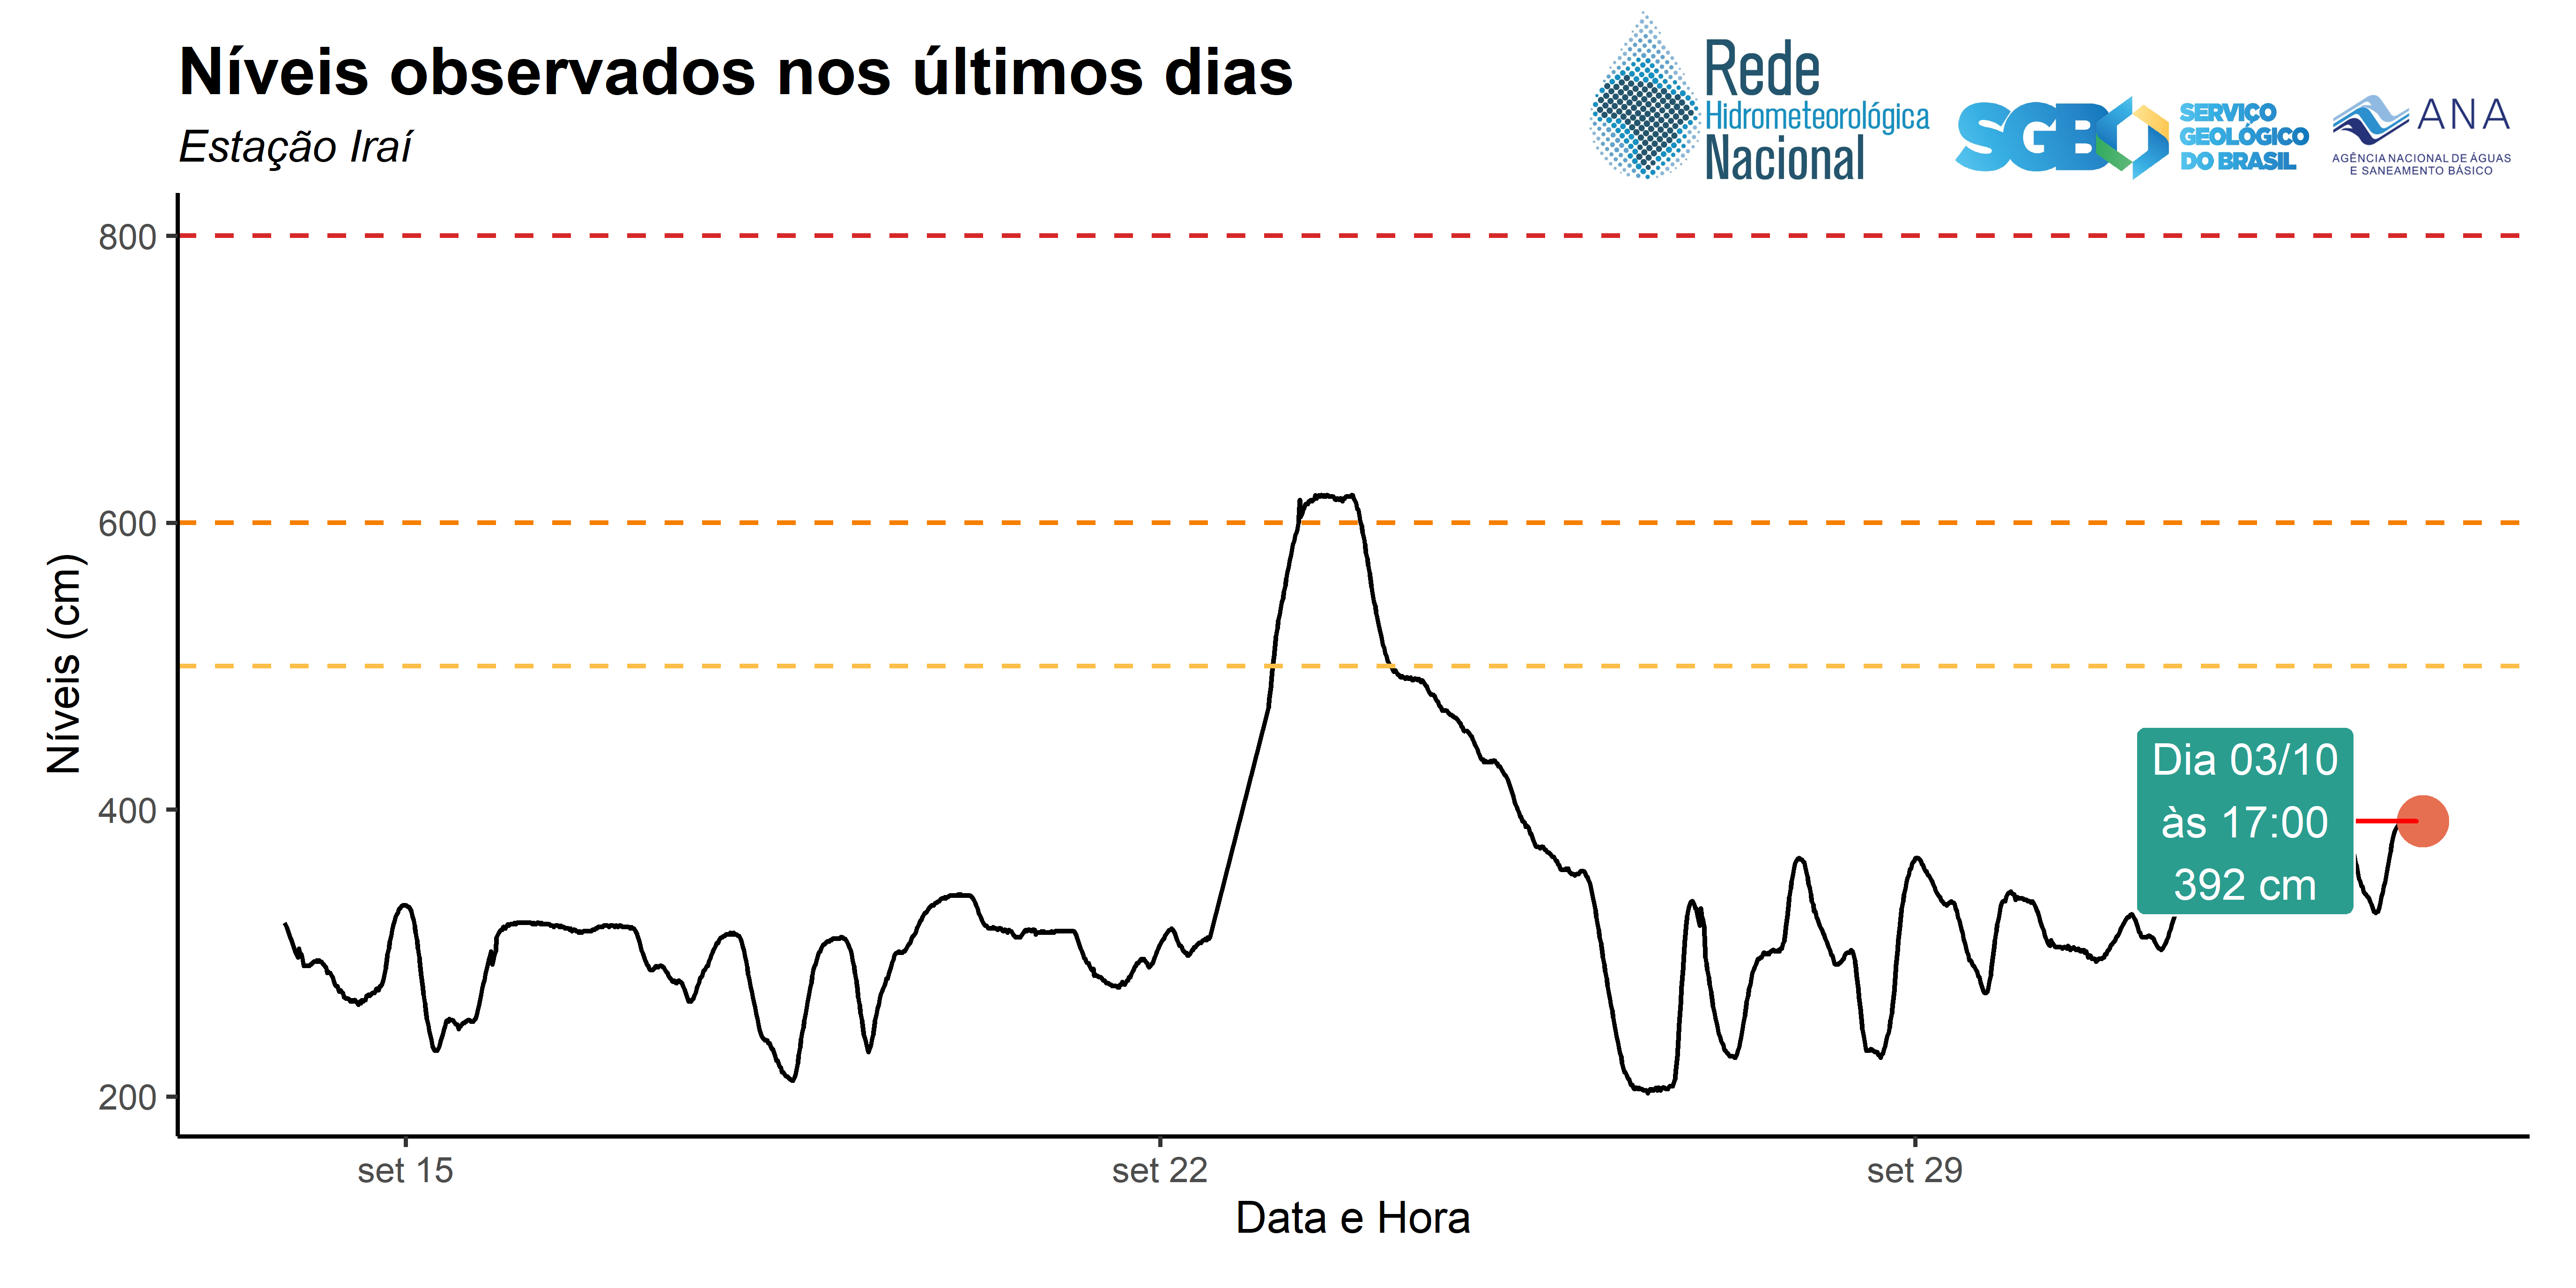 Níveis observados nos últimos dias
Estação Iraí
Rede
Hidrometeorológica
Nacional
SGB
SERVIÇO
GEOLÓGICO
DO BRASIL
ANA
AGÊNCIA NACIONAL DE ÁGUAS
E SANEAMENTO BÁSICO
Níveis (cm)
800
600
400
200
Dia 03/10
às 17:00
392 cm
set 15
set 22
set 29
Data e Hora